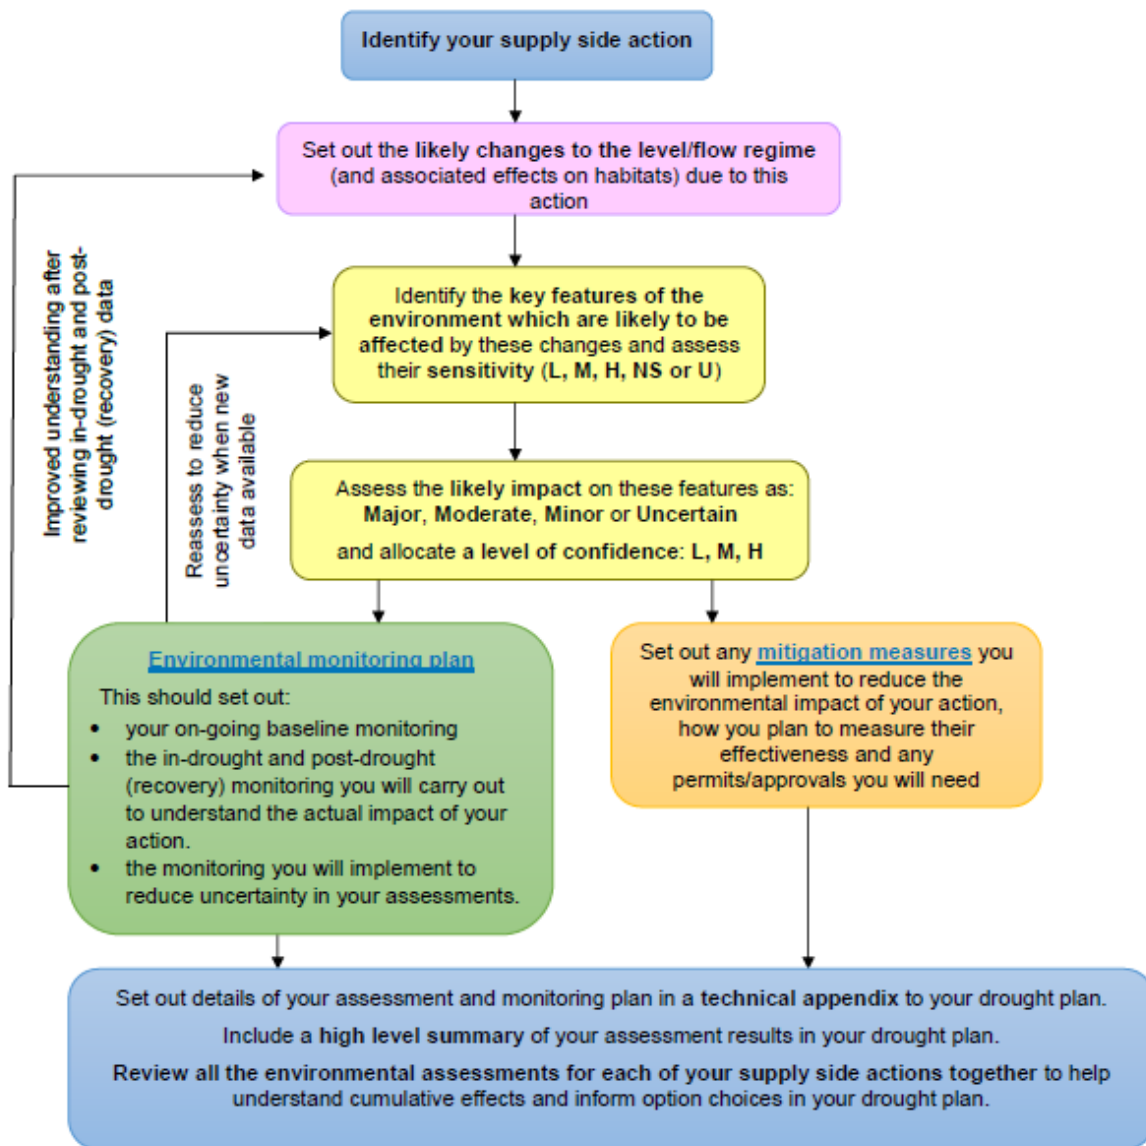 Identify your supply side action
Set out the likely changes to the level/flow regime
(and associated effects on habitats) due to this
action
Improved understanding after
reviewing in-drought and post-
drought (recovery) data
Identify the key features of the
environment which are likely to be
affected by these changes and assess
their sensitivity (L, M, H, NS or U)
Reassess to reduce
uncertainty when new
data available
Assess the likely impact on these features as:
Major, Moderate, Minor or Uncertain
and allocate a level of confidence: L, M, H
Environmental monitoring plan
This should set out:
• your on-going baseline monitoring
• the in-drought and post-drought
(recovery) monitoring you will carry out
to understand the actual impact of your
action.
• the monitoring you will implement to
reduce uncertainty in your assessments.
Set out any mitigation measures you
will implement to reduce the
environmental impact of your action,
how you plan to measure their
effectiveness and any
permits/approvals you will need
Set out details of your assessment and monitoring plan in a technical appendix to your drought plan.
Include a high level summary of your assessment results in your drought plan.
Review all the environmental assessments for each of your supply side actions together to help
understand cumulative effects and inform option choices in your drought plan.